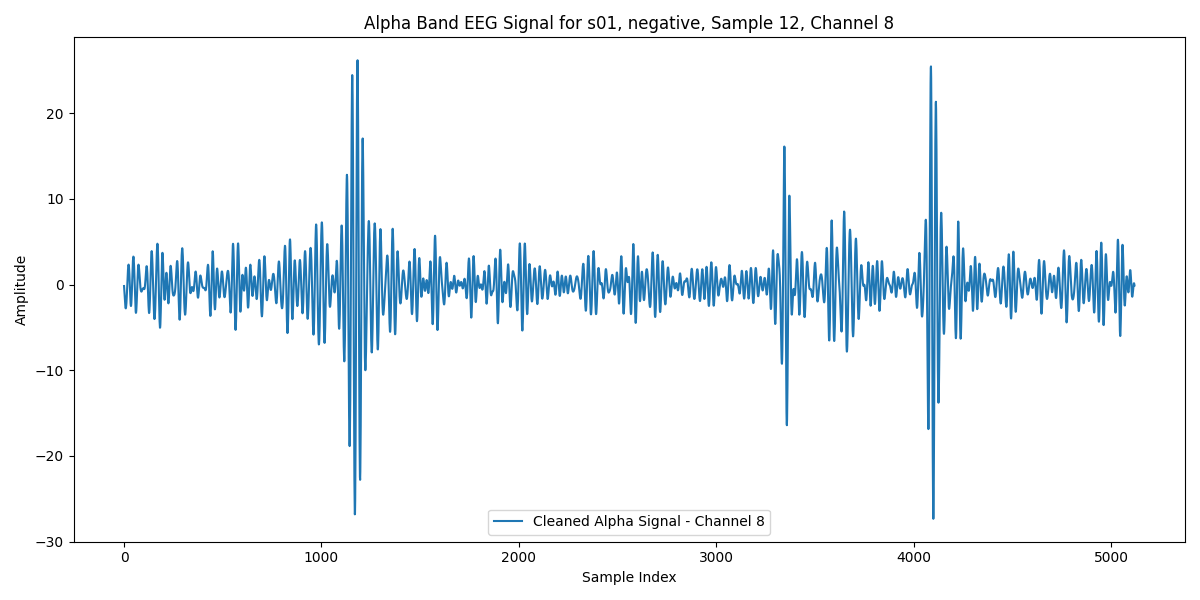 Alpha Band EEG Signal for s01, negative, Sample 12, Channel 8
Amplitude
20
10
0
−10
−20
−30
Cleaned Alpha Signal - Channel 8
0 1000 2000 3000 4000 5000
Sample Index